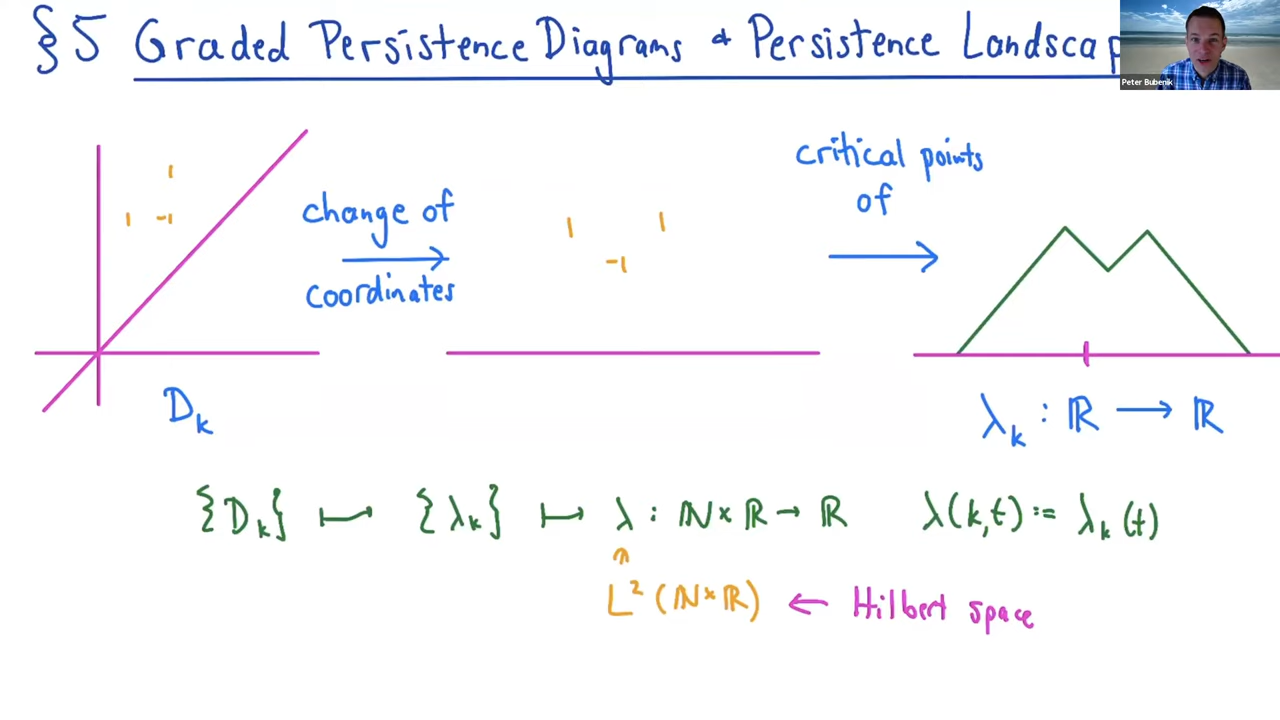 §5 Graded Persistence Diagrams & Persistence Landscap
Peter Bubenik
critical points
of
change of
coordinates
1
1 -1
1 1
-1
D_k
λ_k : ℝ → ℝ
{D_k} ↦ {λ_k} ↦ λ : ℕ×ℝ → ℝ λ(k,t) := λ_k(t)
L²(ℕ×ℝ) ← Hilbert space